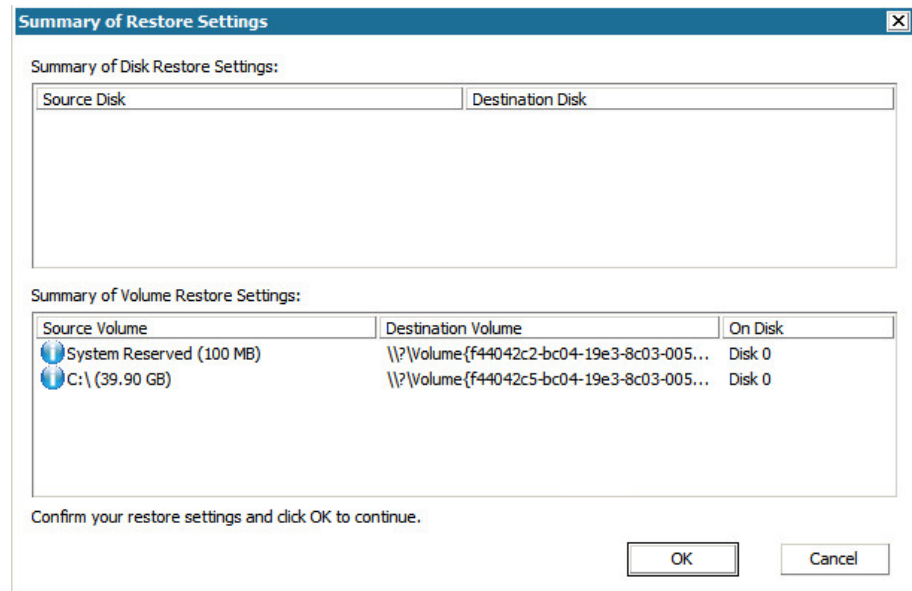 Summary of Restore Settings
Summary of Disk Restore Settings:
Source Disk Destination Disk
Summary of Volume Restore Settings:
Source Volume Destination Volume On Disk
System Reserved (100 MB) \\?\Volume{f44042c2-bc04-19e3-8c03-005... Disk 0
C:\ (39.90 GB) \\?\Volume{f44042c5-bc04-19e3-8c03-005... Disk 0
Confirm your restore settings and click OK to continue.
OK Cancel